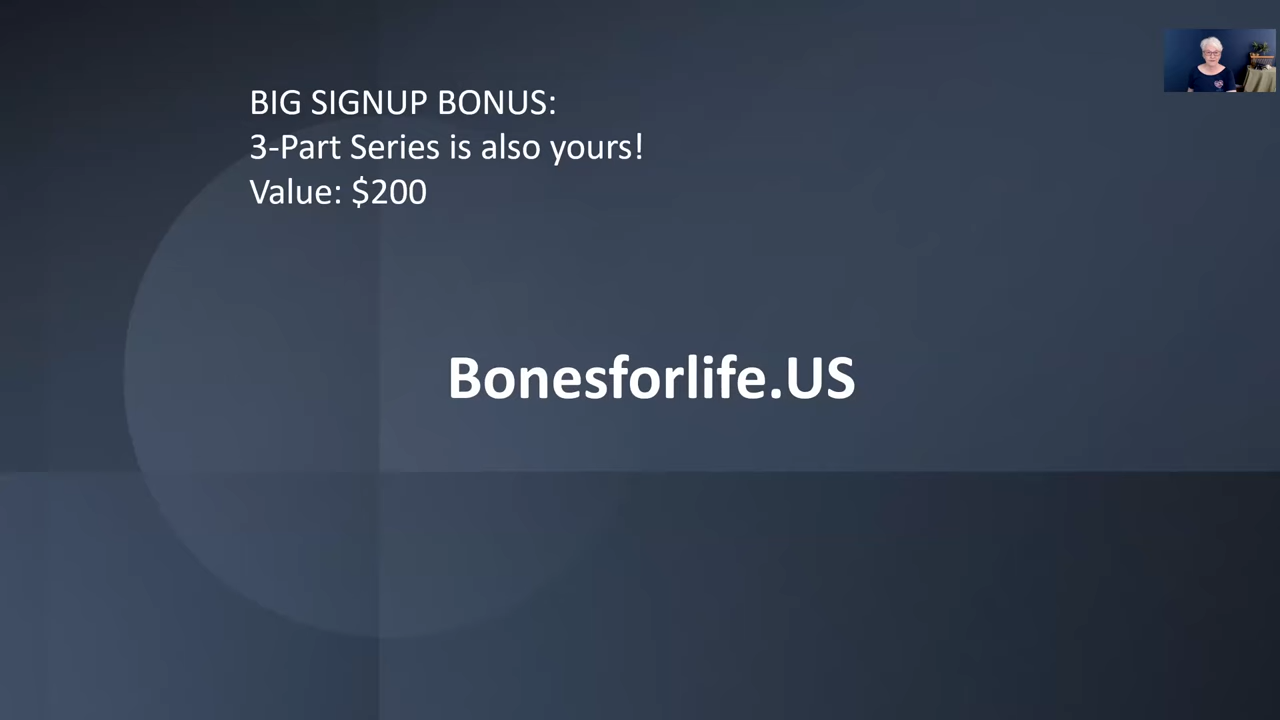 BIG SIGNUP BONUS:
3-Part Series is also yours!
Value: $200
Bonesforlife.US